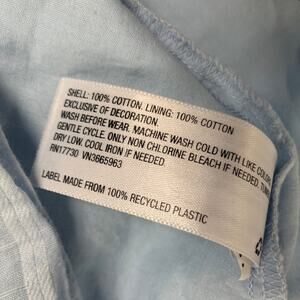 SHELL: 100% COTTON. LINING: 100% COTTON
EXCLUSIVE OF DECORATION.
WASH BEFORE WEAR. MACHINE WASH COLD WITH LIKE COLORS
GENTLE CYCLE. ONLY NON CHLORINE BLEACH IF NEEDED.
DRY LOW. COOL IRON IF NEEDED.
RN17730 VN3665963
LABEL MADE FROM 100% RECYCLED PLASTIC